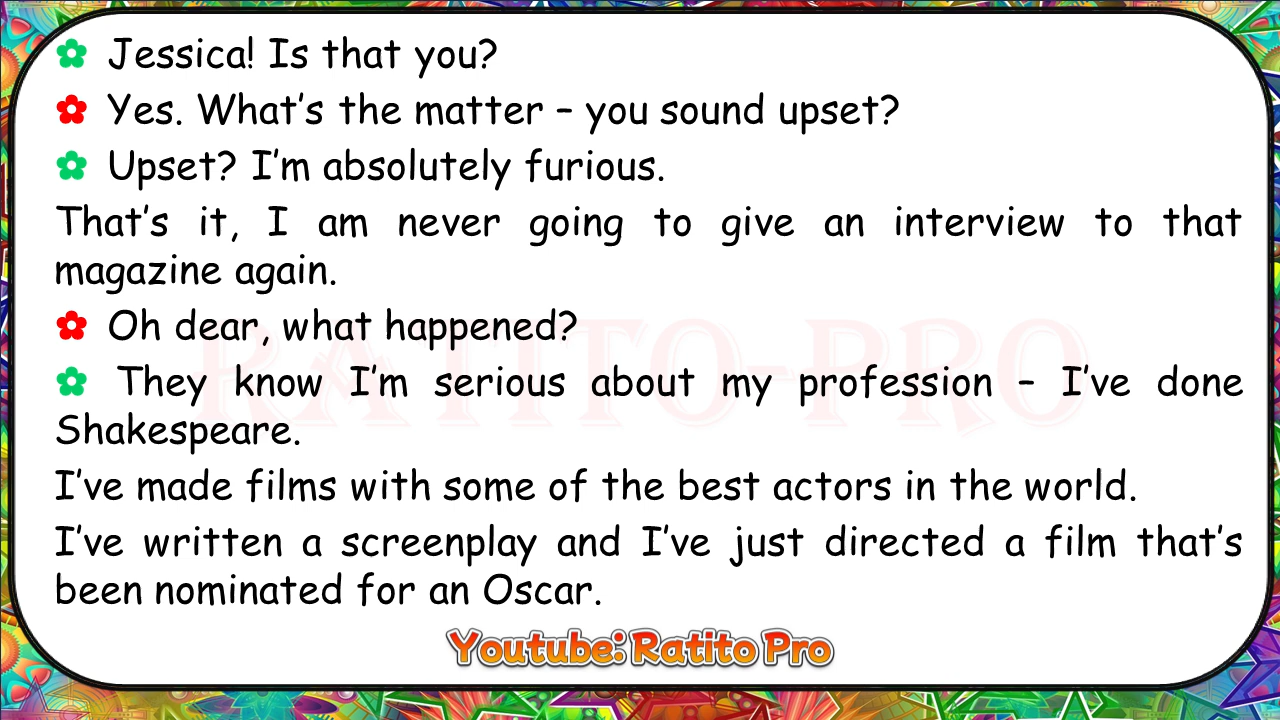 Jessica! Is that you?
Yes. What's the matter – you sound upset?
Upset? I'm absolutely furious.
That's it, I am never going to give an interview to that
magazine again.
Oh dear, what happened?
They know I'm serious about my profession – I've done
Shakespeare.
I've made films with some of the best actors in the world.
I've written a screenplay and I've just directed a film that's
been nominated for an Oscar.
RATITO-PRO
Youtube: Ratito Pro